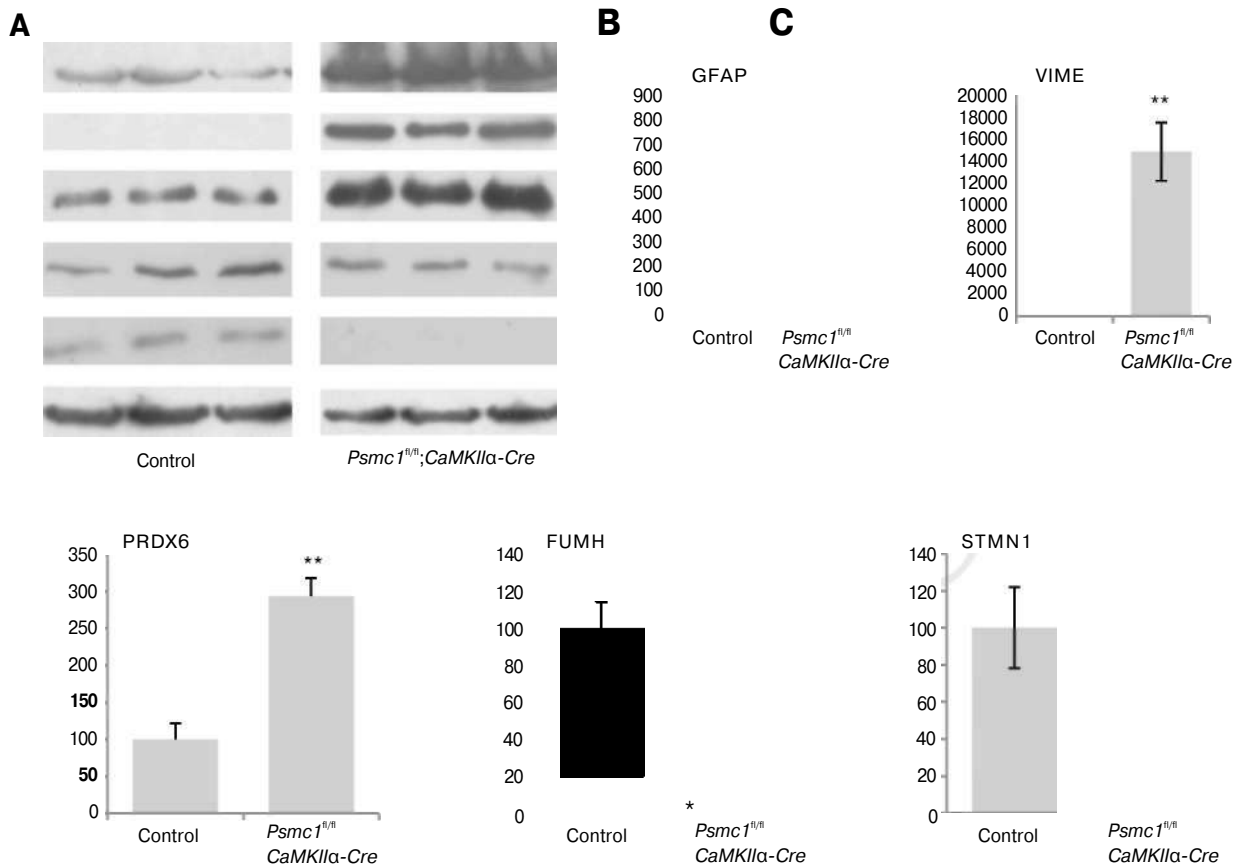 A
B
C
Control
Psmc1fl/fl;CaMKIIα-Cre
GFAP
900
800
700
600
500
400
300
200
100
0
Control
Psmc1fl/fl
CaMKIIα-Cre
VIME
**
20000
18000
16000
14000
12000
10000
8000
6000
4000
2000
0
Control
Psmc1fl/fl
CaMKIIα-Cre
PRDX6
**
350
300
250
200
150
100
50
0
Control
Psmc1fl/fl
CaMKIIα-Cre
FUMH
140
120
100
80
60
40
20
0
*
Control
Psmc1fl/fl
CaMKIIα-Cre
STMN1
140
120
100
80
60
40
20
0
Control
Psmc1fl/fl
CaMKIIα-Cre